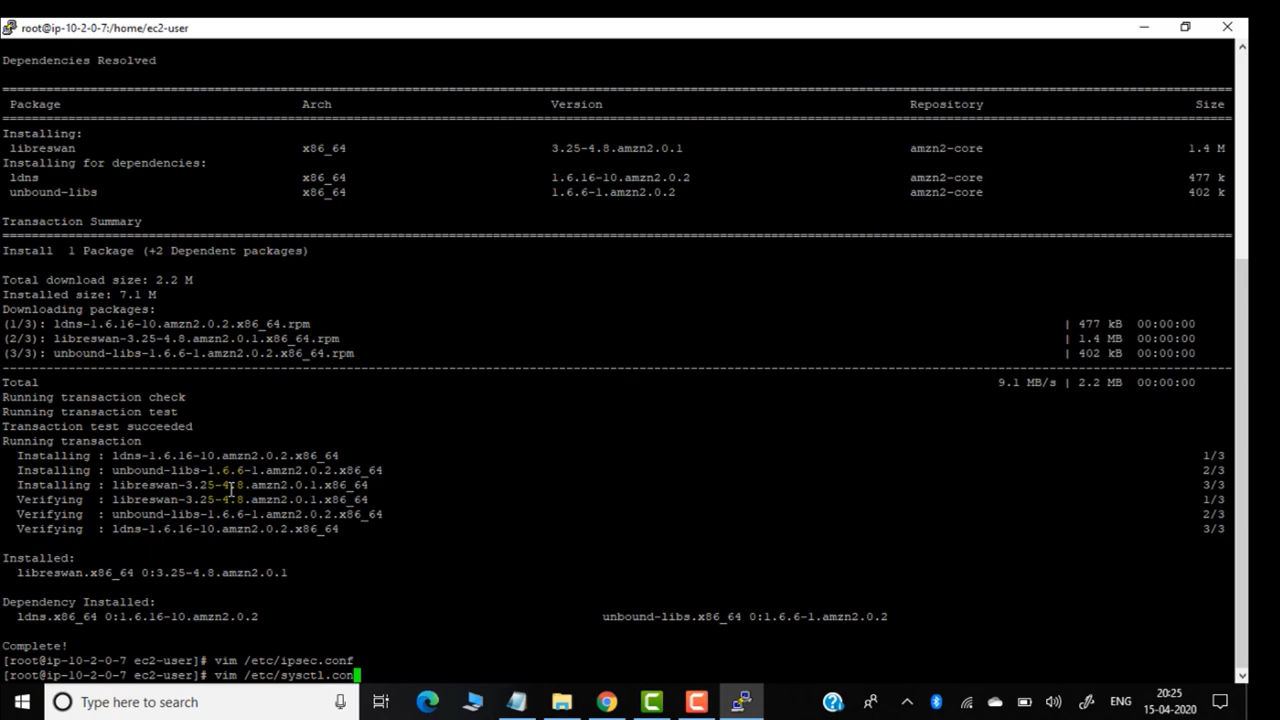 root@ip-10-2-0-7:/home/ec2-user
Dependencies Resolved
Package Arch Version Repository Size
Installing:
libreswan x86_64 3.25-4.8.amzn2.0.1 amzn2-core 1.4 M
Installing for dependencies:
ldns x86_64 1.6.16-10.amzn2.0.2 amzn2-core 477 k
unbound-libs x86_64 1.6.6-1.amzn2.0.2 amzn2-core 402 k
Transaction Summary
Install 1 Package (+2 Dependent packages)
Total download size: 2.2 M
Installed size: 7.1 M
Downloading packages:
(1/3): ldns-1.6.16-10.amzn2.0.2.x86_64.rpm | 477 kB 00:00:00
(2/3): libreswan-3.25-4.8.amzn2.0.1.x86_64.rpm | 1.4 MB 00:00:00
(3/3): unbound-libs-1.6.6-1.amzn2.0.2.x86_64.rpm | 402 kB 00:00:00
Total 9.1 MB/s | 2.2 MB 00:00:00
Running transaction check
Running transaction test
Transaction test succeeded
Running transaction
Installing : ldns-1.6.16-10.amzn2.0.2.x86_64 1/3
Installing : unbound-libs-1.6.6-1.amzn2.0.2.x86_64 2/3
Installing : libreswan-3.25-4.8.amzn2.0.1.x86_64 3/3
Verifying : libreswan-3.25-4.8.amzn2.0.1.x86_64 1/3
Verifying : unbound-libs-1.6.6-1.amzn2.0.2.x86_64 2/3
Verifying : ldns-1.6.16-10.amzn2.0.2.x86_64 3/3
Installed:
libreswan.x86_64 0:3.25-4.8.amzn2.0.1
Dependency Installed:
ldns.x86_64 0:1.6.16-10.amzn2.0.2 unbound-libs.x86_64 0:1.6.6-1.amzn2.0.2
Complete!
[root@ip-10-2-0-7 ec2-user]# vim /etc/ipsec.conf
[root@ip-10-2-0-7 ec2-user]# vim /etc/sysctl.con
Type here to search
ENG
20:25
15-04-2020